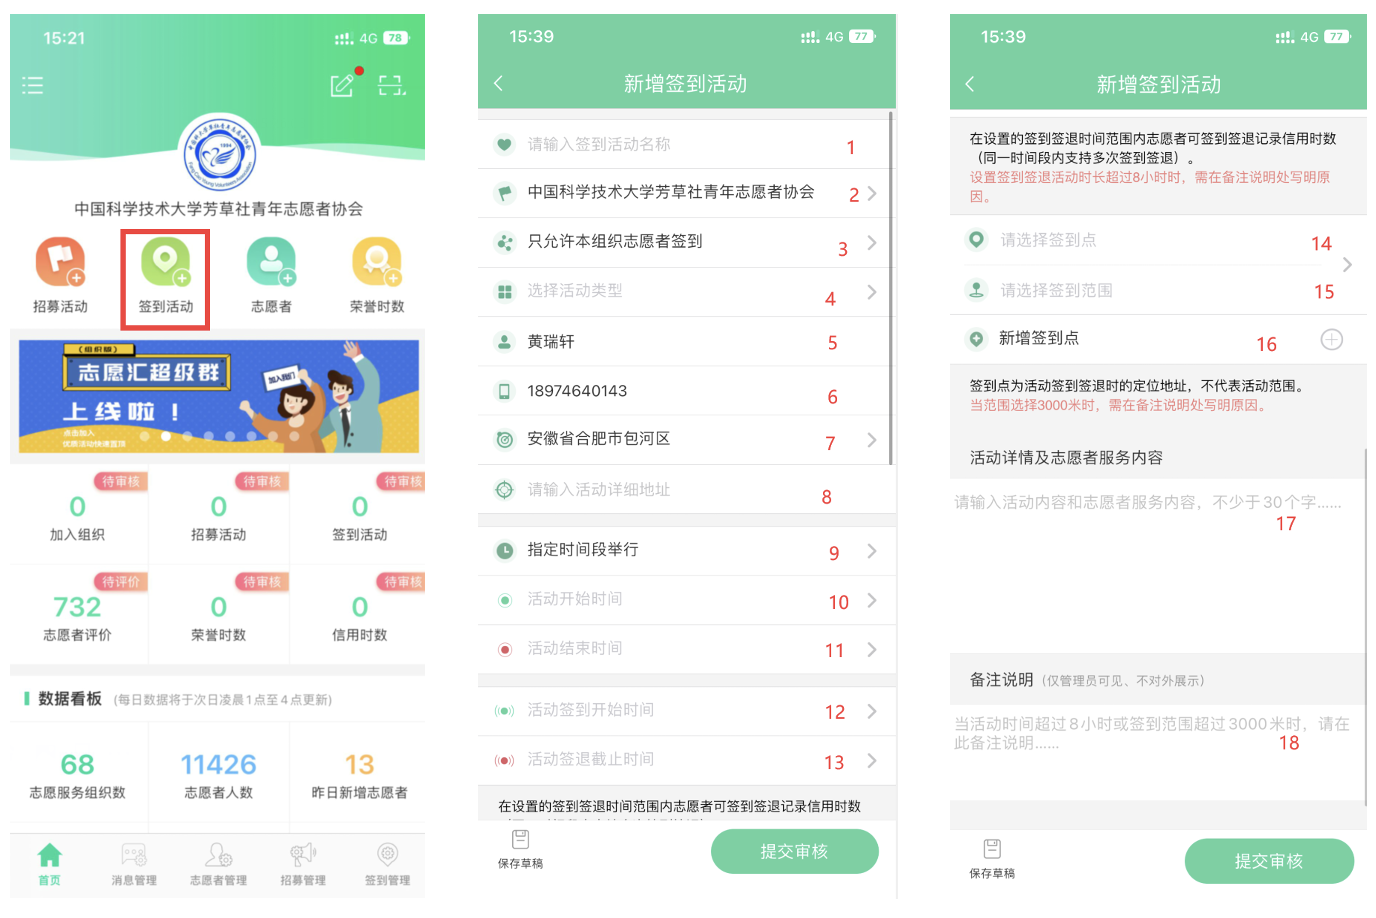 15:21
4G 78
1994
中国科学技术大学芳草社青年志愿者协会
招募活动
签到活动
志愿者
荣誉时数
(组织版)
志愿汇超级群
上线啦！
加入我们
点击加入
优质活动快速置顶
待审核
待审核
待审核
0
0
0
加入组织
招募活动
签到活动
待评价
待审核
待审核
732
0
0
志愿者评价
荣誉时数
信用时数
数据看板 (每日数据将于次日凌晨1点至4点更新)
68
11426
13
志愿服务组织数
志愿者人数
昨日新增志愿者
首页
消息管理
志愿者管理
招募管理
签到管理
15:39
4G 77
新增签到活动
请输入签到活动名称 1
中国科学技术大学芳草社青年志愿者协会 2
只允许本组织志愿者签到 3
选择活动类型 4
黄瑞轩 5
18974640143 6
安徽省合肥市包河区 7
请输入活动详细地址 8
指定时间段举行 9
活动开始时间 10
活动结束时间 11
活动签到开始时间 12
活动签退截止时间 13
在设置的签到签退时间范围内志愿者可签到签退记录信用时数
保存草稿
提交审核
15:39
4G 77
新增签到活动
在设置的签到签退时间范围内志愿者可签到签退记录信用时数
（同一时间段内支持多次签到签退）。
设置签到签退活动时长超过8小时时，需在备注说明处写明原
因。
请选择签到点 14
请选择签到范围 15
新增签到点 16
签到点为活动签到签退时的定位地址，不代表活动范围。
当范围选择3000米时，需在备注说明处写明原因。
活动详情及志愿者服务内容
请输入活动内容和志愿者服务内容，不少于30个字......
17
备注说明 (仅管理员可见、不对外展示)
当活动时间超过8小时或签到范围超过3000米时，请在
此备注说明......
18
保存草稿
提交审核